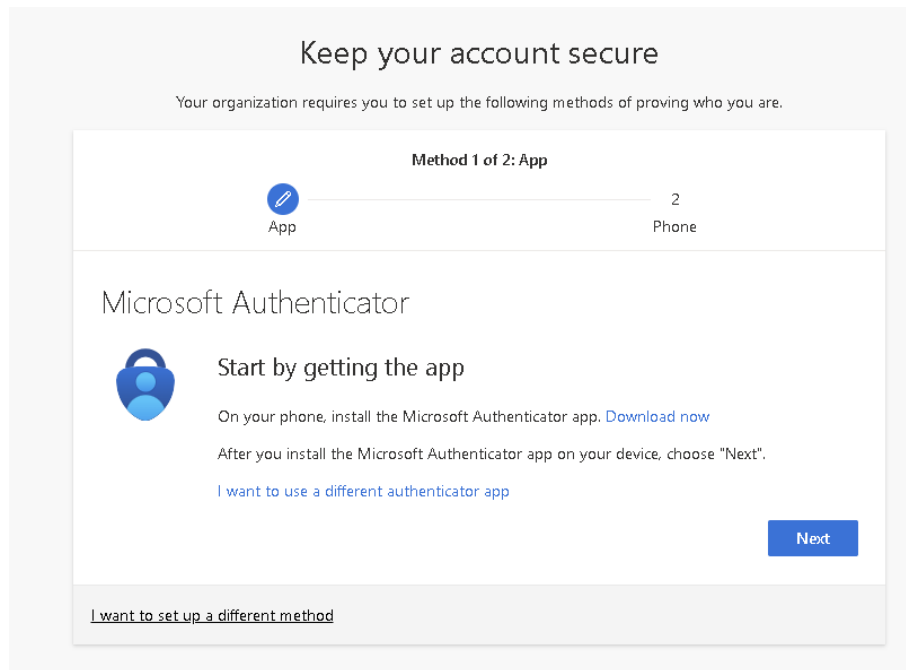 Keep your account secure
Your organization requires you to set up the following methods of proving who you are.
Method 1 of 2: App
2
App
Phone
Microsoft Authenticator
Start by getting the app
On your phone, install the Microsoft Authenticator app. Download now
After you install the Microsoft Authenticator app on your device, choose "Next".
I want to use a different authenticator app
Next
I want to set up a different method